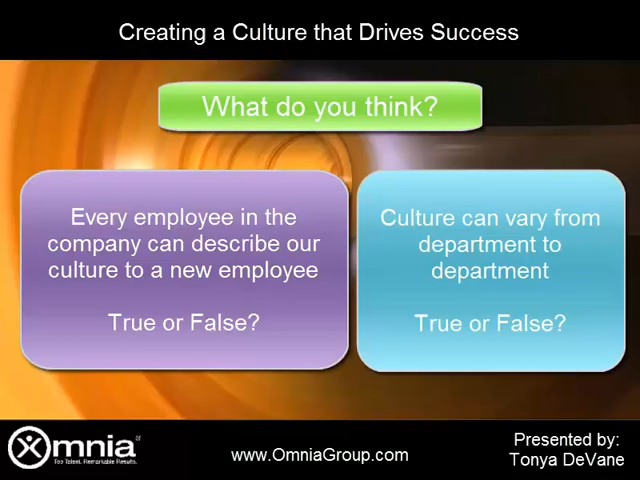 Creating a Culture that Drives Success
What do you think?
Every employee in the
company can describe our
culture to a new employee
True or False?
Culture can vary from
department to
department
True or False?
Omnia
Top Talent. Remarkable Results.
www.OmniaGroup.com
Presented by:
Tonya DeVane